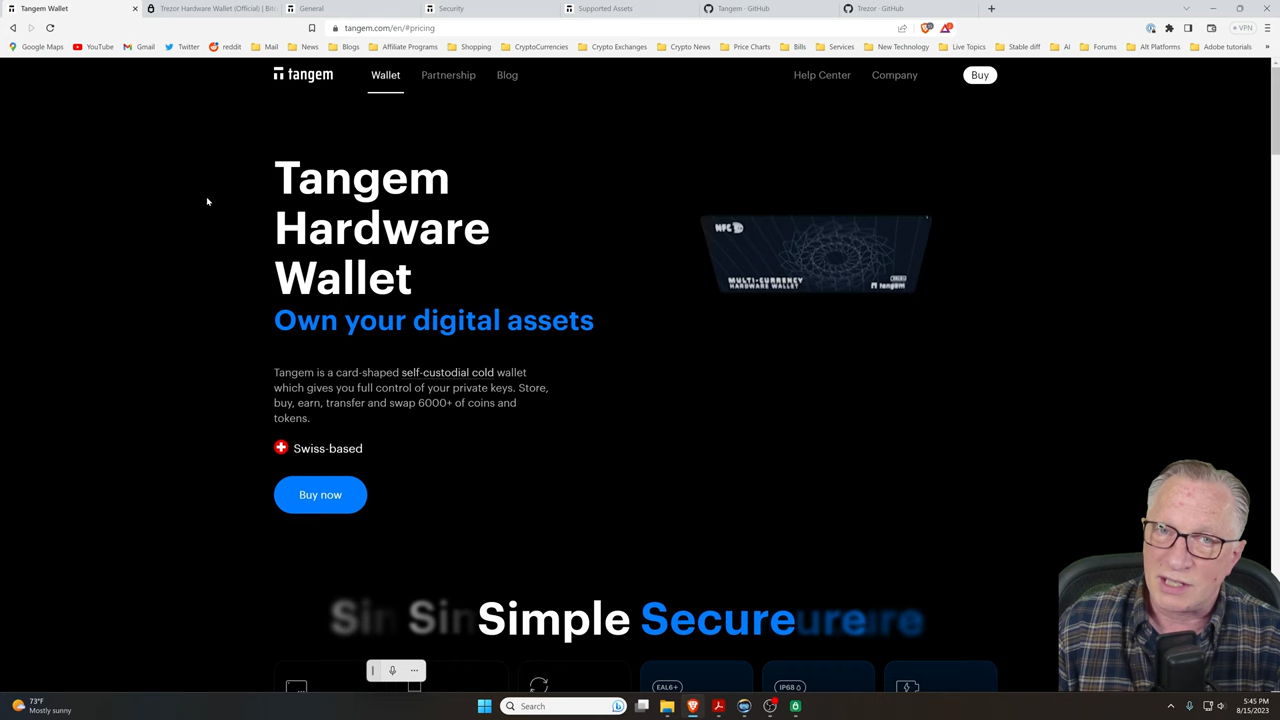 Tangem Wallet
Trezor Hardware Wallet (Official) | Bit
General
Security
Supported Assets
Tangem · GitHub
Trezor · GitHub
tangem.com/en/#pricing
VPN
Google Maps
YouTube
Gmail
Twitter
reddit
Mail
News
Blogs
Affiliate Programs
Shopping
CryptoCurrencies
Crypto Exchanges
Crypto News
Price Charts
Bills
Services
New Technology
Live Topics
Stable diff
AI
Forums
Alt Platforms
Adobe tutorials
tangem
Wallet
Partnership
Blog
Help Center
Company
Buy
Tangem
Hardware
Wallet
Own your digital assets
Tangem is a card-shaped self-custodial cold wallet
which gives you full control of your private keys. Store,
buy, earn, transfer and swap 6000+ of coins and
tokens.
Swiss-based
Buy now
NFC
MULTI-CURRENCY
HARDWARE WALLET
tangem
Sin Sin Simple Secure ure ure
EAL6+
IP68
73°F
Mostly sunny
Search
5:45 PM
8/15/2023